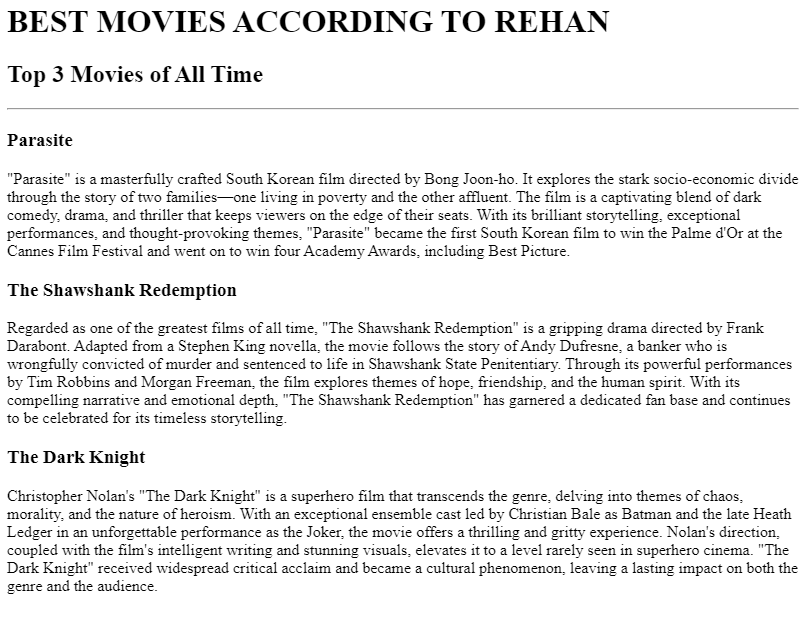 BEST MOVIES ACCORDING TO REHAN
Top 3 Movies of All Time
Parasite
"Parasite" is a masterfully crafted South Korean film directed by Bong Joon-ho. It explores the stark socio-economic divide
through the story of two families—one living in poverty and the other affluent. The film is a captivating blend of dark
comedy, drama, and thriller that keeps viewers on the edge of their seats. With its brilliant storytelling, exceptional
performances, and thought-provoking themes, "Parasite" became the first South Korean film to win the Palme d'Or at the
Cannes Film Festival and went on to win four Academy Awards, including Best Picture.
The Shawshank Redemption
Regarded as one of the greatest films of all time, "The Shawshank Redemption" is a gripping drama directed by Frank
Darabont. Adapted from a Stephen King novella, the movie follows the story of Andy Dufresne, a banker who is
wrongfully convicted of murder and sentenced to life in Shawshank State Penitentiary. Through its powerful performances
by Tim Robbins and Morgan Freeman, the film explores themes of hope, friendship, and the human spirit. With its
compelling narrative and emotional depth, "The Shawshank Redemption" has garnered a dedicated fan base and continues
to be celebrated for its timeless storytelling.
The Dark Knight
Christopher Nolan's "The Dark Knight" is a superhero film that transcends the genre, delving into themes of chaos,
morality, and the nature of heroism. With an exceptional ensemble cast led by Christian Bale as Batman and the late Heath
Ledger in an unforgettable performance as the Joker, the movie offers a thrilling and gritty experience. Nolan's direction,
coupled with the film's intelligent writing and stunning visuals, elevates it to a level rarely seen in superhero cinema. "The
Dark Knight" received widespread critical acclaim and became a cultural phenomenon, leaving a lasting impact on both the
genre and the audience.